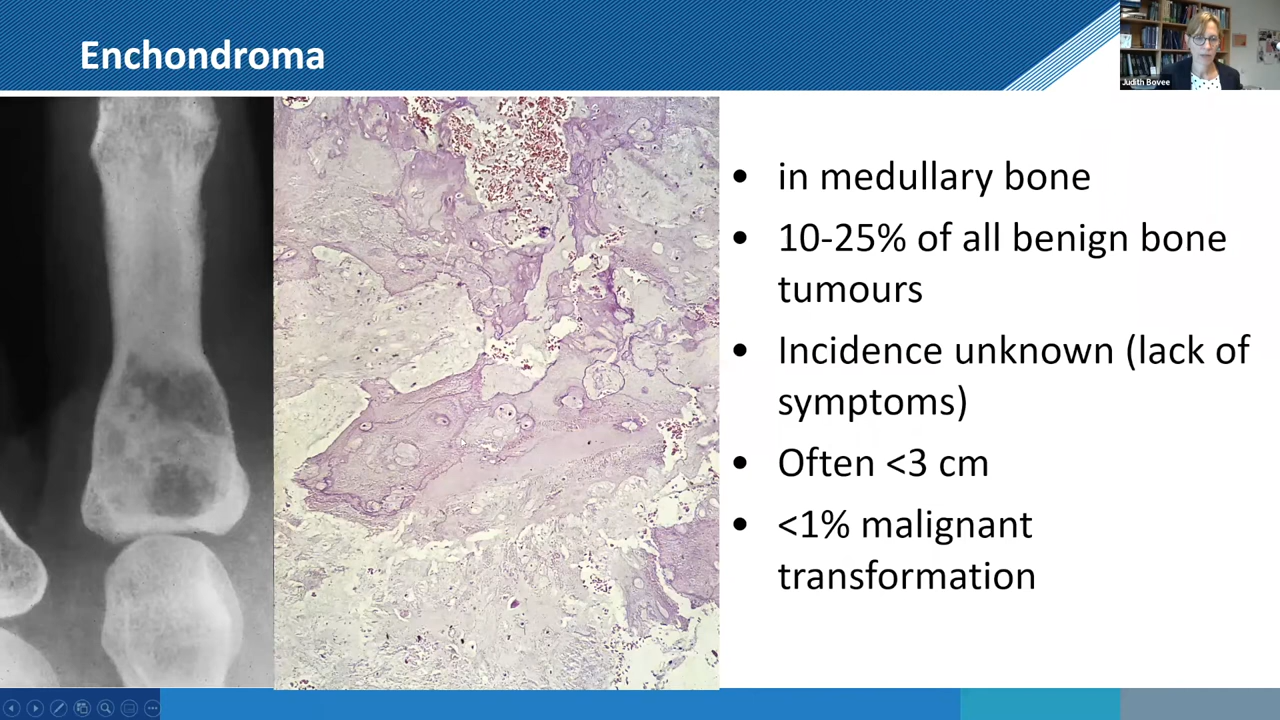 Enchondroma
Judith Bovee
• in medullary bone
• 10-25% of all benign bone
tumours
• Incidence unknown (lack of
symptoms)
• Often <3 cm
• <1% malignant
transformation